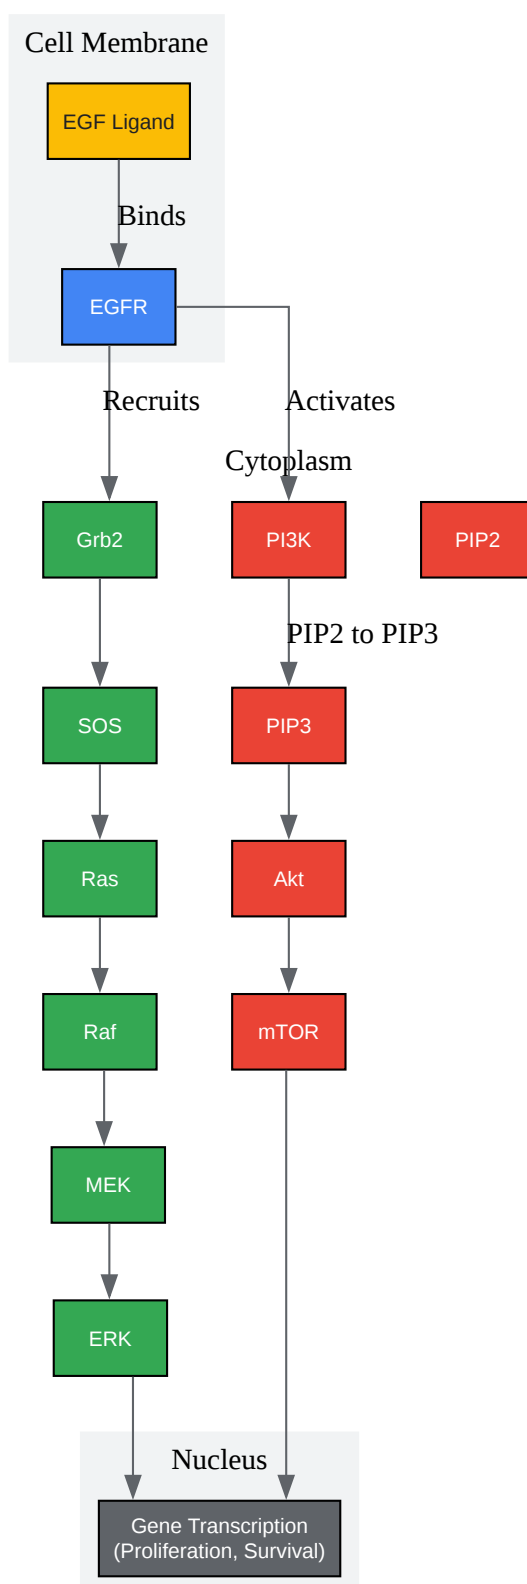 Cell Membrane
EGF Ligand
Binds
EGFR
Recruits
Activates
Cytoplasm
Grb2
PI3K
PIP2
PIP2 to PIP3
SOS
PIP3
Ras
Akt
Raf
mTOR
MEK
ERK
Nucleus
Gene Transcription
(Proliferation, Survival)